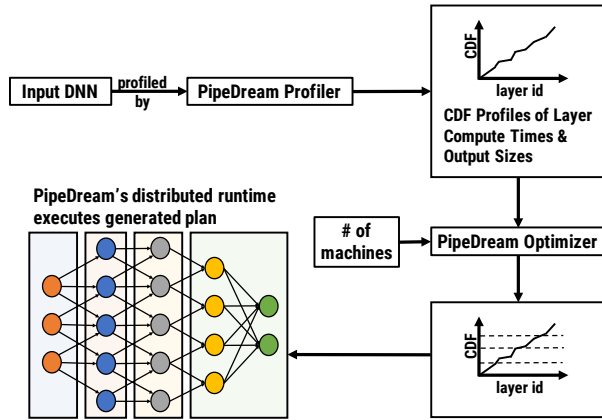 CDF
layer id
Input DNN
profiled
by
PipeDream Profiler
CDF Profiles of Layer
Compute Times &
Output Sizes
PipeDream's distributed runtime
executes generated plan
# of
machines
PipeDream Optimizer
CDF
layer id